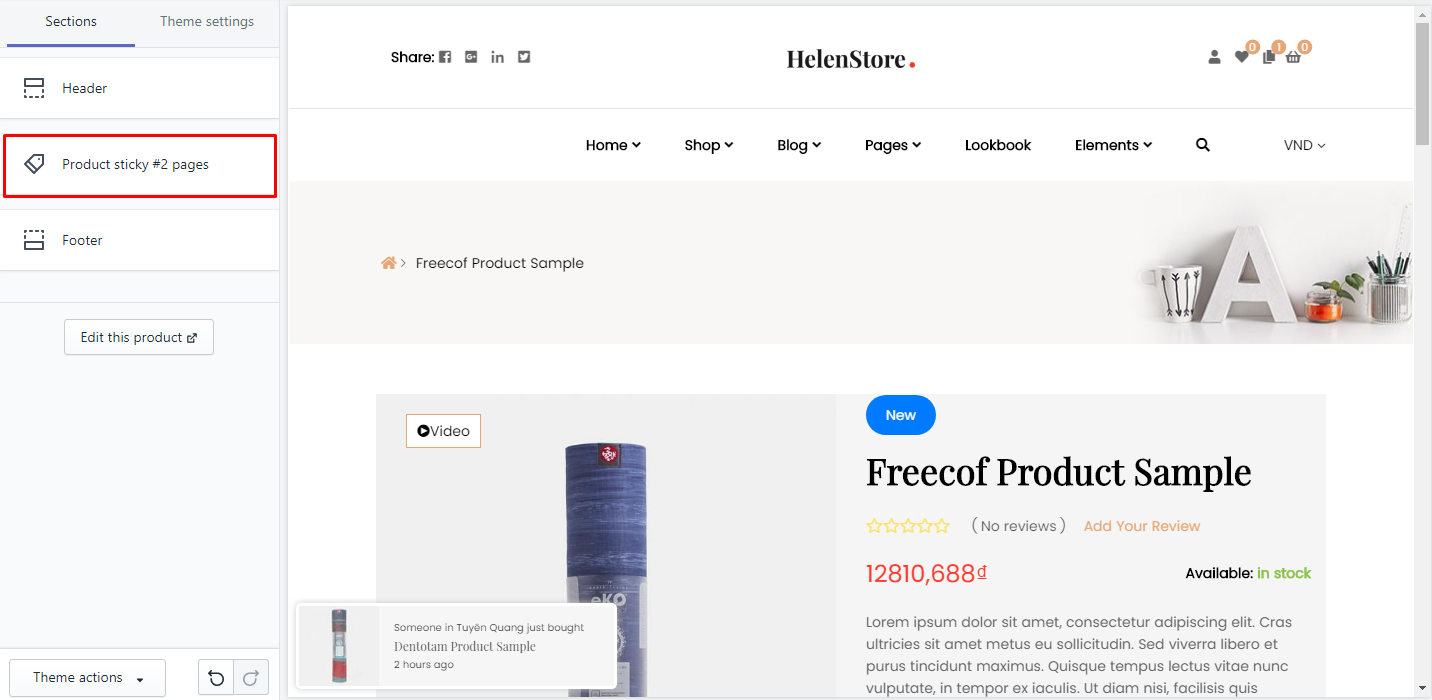 Sections
Theme settings
Header
Product sticky #2 pages
Footer
Edit this product
Theme actions
Share:
HelenStore.
0
1
0
Home
Shop
Blog
Pages
Lookbook
Elements
VND
Freecof Product Sample
A
Video
eKO
New
Freecof Product Sample
( No reviews )
Add Your Review
12810,688₫
Available: in stock
Lorem ipsum dolor sit amet, consectetur adipiscing elit. Cras
ultricies sit amet metus eu sollicitudin. Sed viverra libero et
purus tincidunt maximus. Quisque tempus lectus vitae nunc
vulputate, in tempor ex iaculis. Ut diam nisi, facilisis quis
Someone in Tuyên Quang just bought
Dentotam Product Sample
2 hours ago